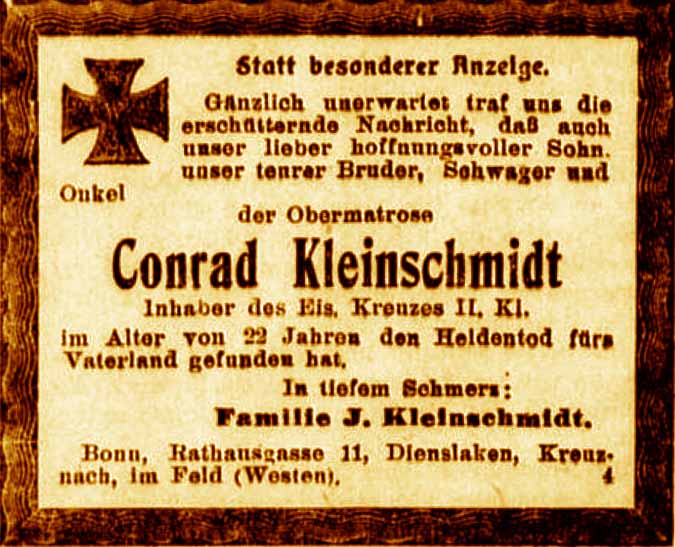 Statt besonderer Anzeige.
Gänzlich unerwartet traf uns die
erschütternde Nachricht, daß auch
unser lieber hoffnungsvoller Sohn,
unser teurer Bruder, Schwager und
Onkel
der Obermatrose
Conrad Kleinschmidt
Inhaber des Eis. Kreuzes II. Kl.
im Alter von 22 Jahren den Heldentod fürs
Vaterland gefunden hat.
In tiefem Schmerz:
Familie J. Kleinschmidt.
Bonn, Rathausgasse 11, Dienslaken, Kreuz-
nach, im Feld (Westen). 4